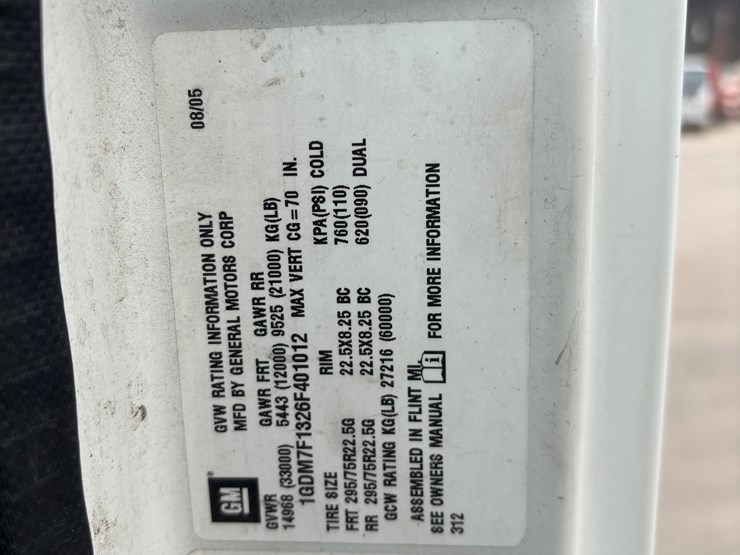 GVW RATING INFORMATION ONLY 08/05
MFD BY GENERAL MOTORS CORP
GM
GAWR FRT GAWR RR
GVWR 5443 (12000) 9525 (21000) KG(LB)
14968 (33000)
1GDM7F1326F401012 MAX VERT CG=70 IN.
TIRE SIZE RIM KPA(PSI) COLD
FRT 295/75R22.5G 22.5X8.25 BC 760(110)
RR 295/75R22.5G 22.5X8.25 BC 620(090) DUAL
GCW RATING KG(LB) 27216 (60000)
ASSEMBLED IN FLINT MI.
SEE OWNERS MANUAL i FOR MORE INFORMATION
312